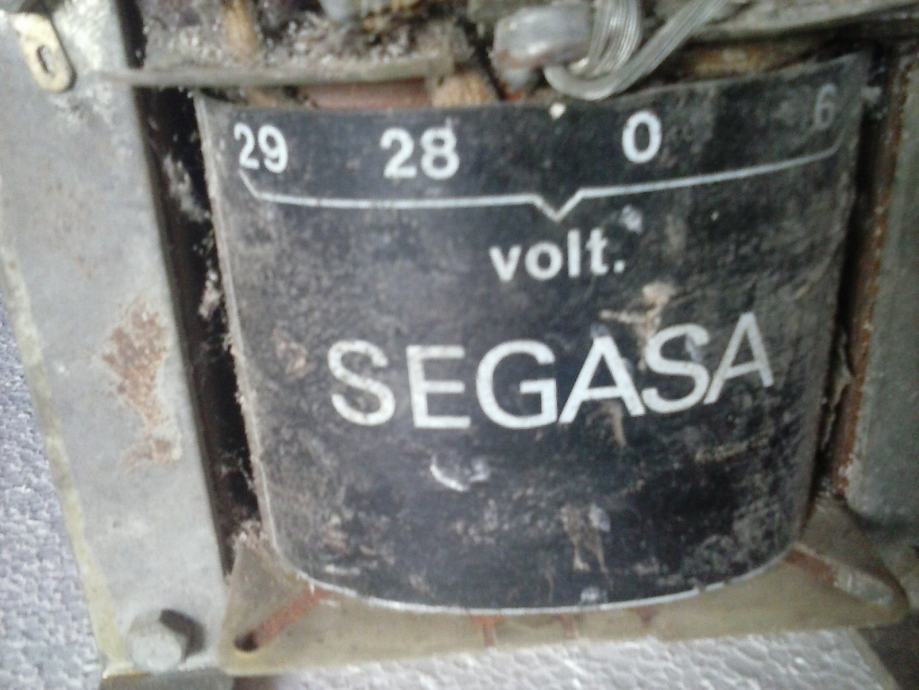 29 28 0 6
volt.
SEGASA